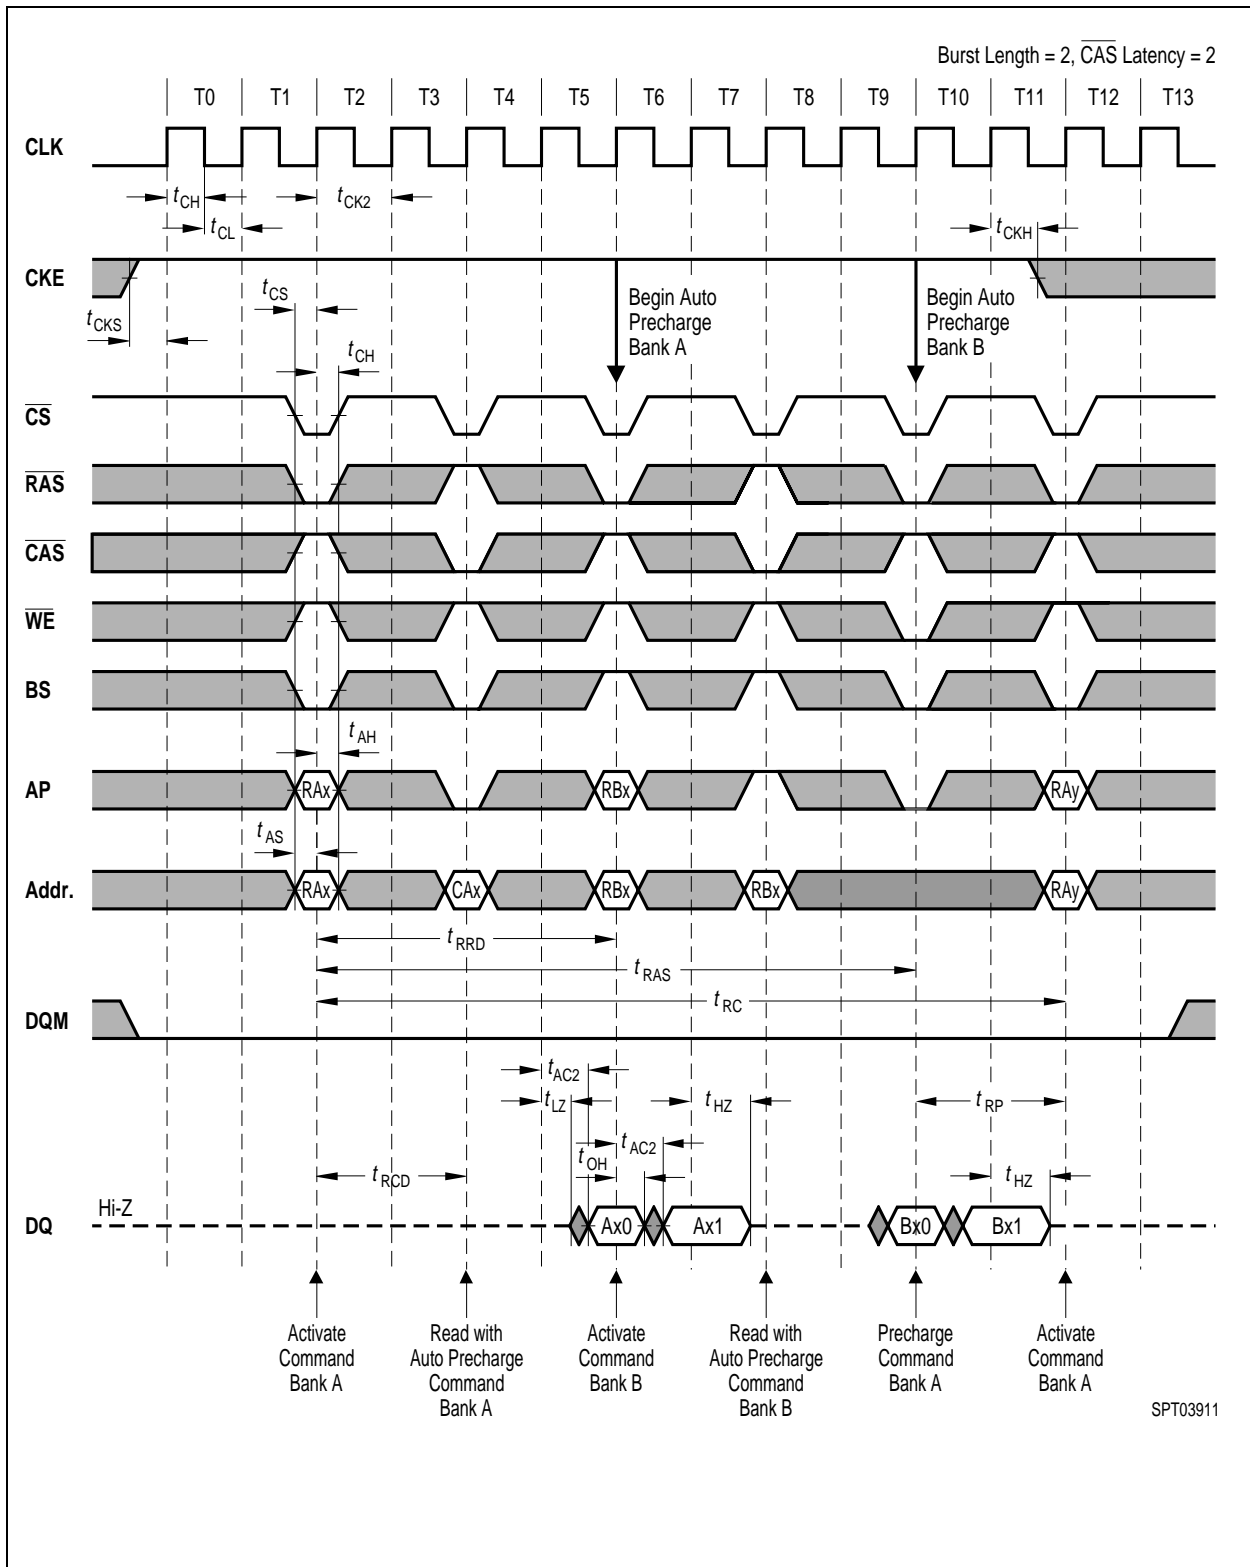 Burst Length = 2, CAS Latency = 2
T0 T1 T2 T3 T4 T5 T6 T7 T8 T9 T10 T11 T12 T13
CLK
tCH
tCK2
tCL
tCKH
CKE
tCS
tCKS
Begin Auto
Precharge
Bank A
Begin Auto
Precharge
Bank B
tCH
CS
RAS
CAS
WE
BS
tAH
AP
RAx
RBx
RAy
tAS
Addr.
RAx
CAx
RBx
RBx
RAy
tRRD
tRAS
tRC
DQM
tAC2
tLZ
tHZ
tRP
tAC2
tOH
tRCD
tHZ
Hi-Z
DQ
Ax0
Ax1
Bx0
Bx1
Activate
Command
Bank A
Read with
Auto Precharge
Command
Bank A
Activate
Command
Bank B
Read with
Auto Precharge
Command
Bank B
Precharge
Command
Bank A
Activate
Command
Bank A
SPT03911